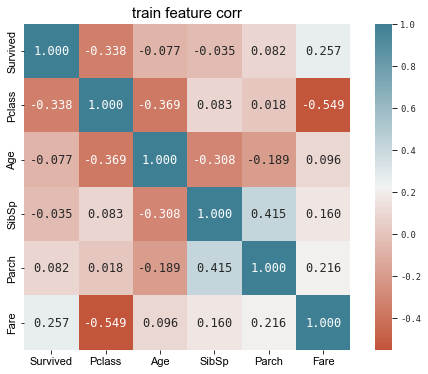 train feature corr
Survived 1.000 -0.338 -0.077 -0.035 0.082 0.257
Pclass -0.338 1.000 -0.369 0.083 0.018 -0.549
Age -0.077 -0.369 1.000 -0.308 -0.189 0.096
SibSp -0.035 0.083 -0.308 1.000 0.415 0.160
Parch 0.082 0.018 -0.189 0.415 1.000 0.216
Fare 0.257 -0.549 0.096 0.160 0.216 1.000
Survived Pclass Age SibSp Parch Fare
1.0
0.8
0.6
0.4
0.2
0.0
-0.2
-0.4